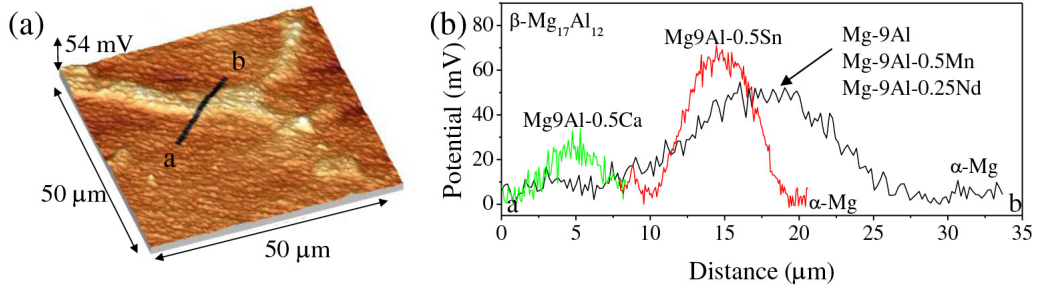 (a)
54 mV
b
a
50 µm
50 µm
(b)
Potential (mV)
80
60
40
20
0
β-Mg₁₇Al₁₂
Mg9Al-0.5Sn
Mg-9Al
Mg-9Al-0.5Mn
Mg-9Al-0.25Nd
Mg9Al-0.5Ca
α-Mg
a
α-Mg
b
0 5 10 15 20 25 30 35
Distance (µm)